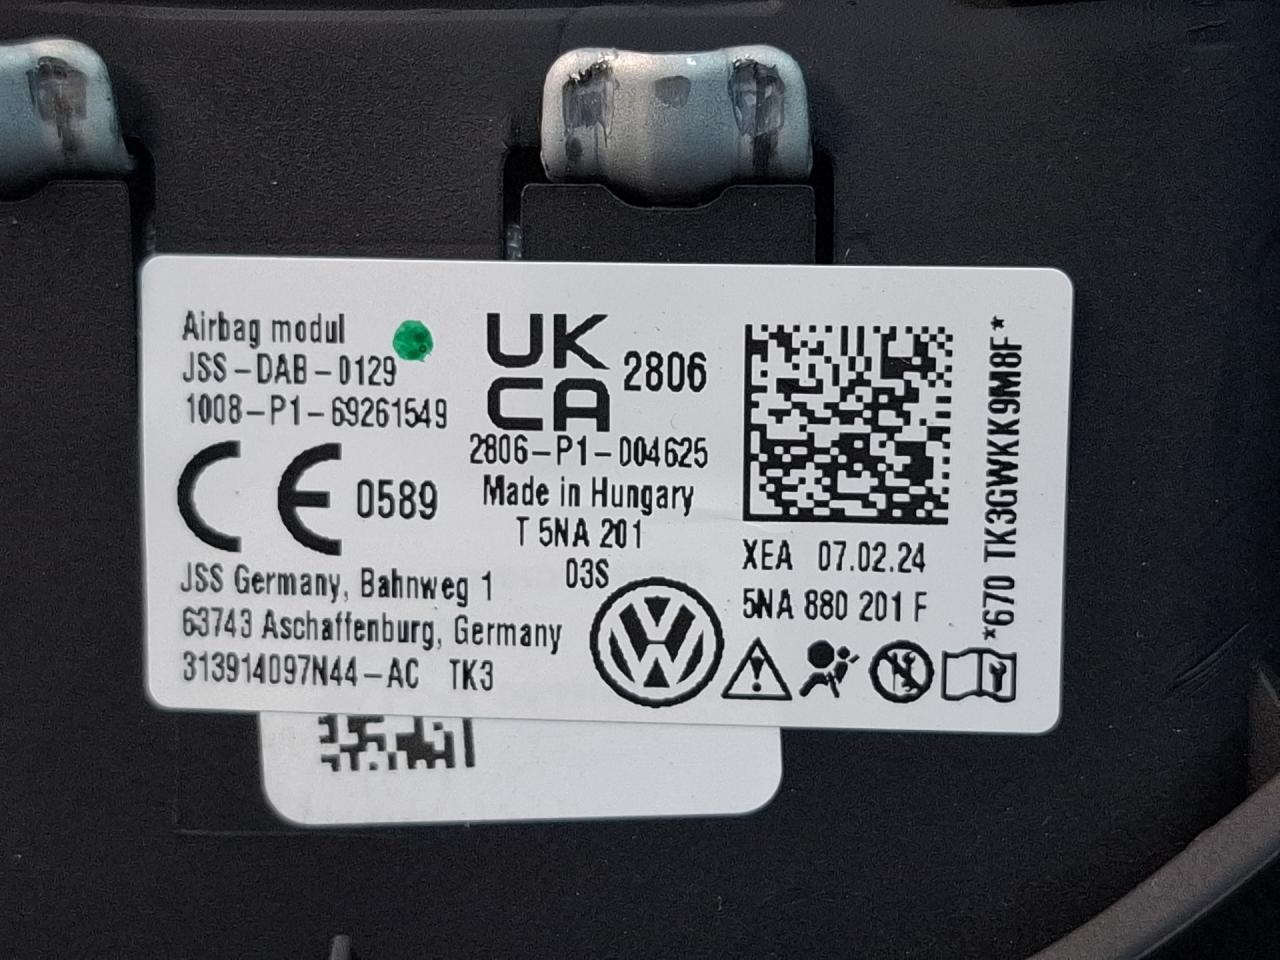 Airbag modul
JSS-DAB-0129
1008-P1-69261549
CE 0589
JSS Germany, Bahnweg 1
63743 Aschaffenburg, Germany
313914097N44-AC TK3
UK
CA 2806
2806-P1-004625
Made in Hungary
T 5NA 201
03S
XEA 07.02.24
5NA 880 201 F
*670 TK3GWKK9M8F*